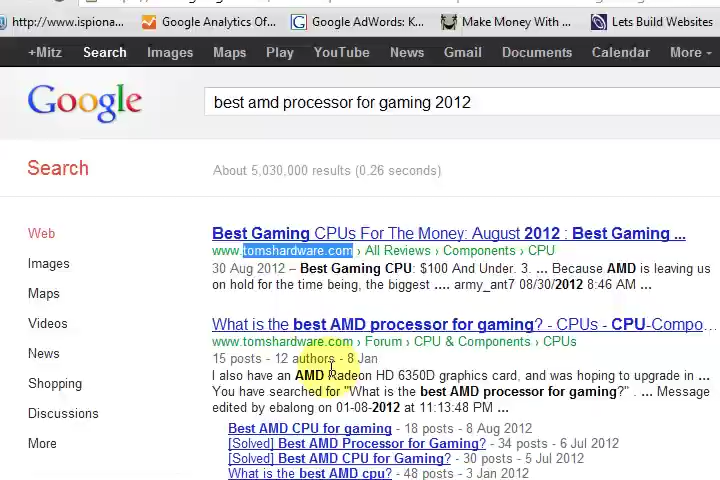 http://www.ispiona...
Google Analytics Of...
Google AdWords: K...
Make Money With ...
Lets Build Websites
+Mitz Search Images Maps Play YouTube News Gmail Documents Calendar More
Google
best amd processor for gaming 2012
Search
About 5,030,000 results (0.26 seconds)
Web
Images
Maps
Videos
News
Shopping
Discussions
More
Best Gaming CPUs For The Money: August 2012 : Best Gaming ...
www.tomshardware.com › All Reviews › Components › CPU
30 Aug 2012 – Best Gaming CPU: $100 And Under. 3. ... Because AMD is leaving us
on hold for the time being, the biggest .... army_ant7 08/30/2012 8:46 AM ...
What is the best AMD processor for gaming? - CPUs - CPU-Compo...
www.tomshardware.com › Forum › CPU & Components › CPUs
15 posts - 12 authors - 8 Jan
I also have an AMD Radeon HD 6350D graphics card, and was hoping to upgrade in ...
You have searched for "What is the best AMD processor for gaming?" . ... Message
edited by ebalong on 01-08-2012 at 11:13:48 PM ...
Best AMD CPU for gaming - 18 posts - 8 Aug 2012
[Solved] Best AMD Processor for Gaming? - 34 posts - 6 Jul 2012
[Solved] Best AMD CPU for Gaming? - 30 posts - 5 Jul 2012
What is the best AMD cpu? - 48 posts - 3 Jan 2012